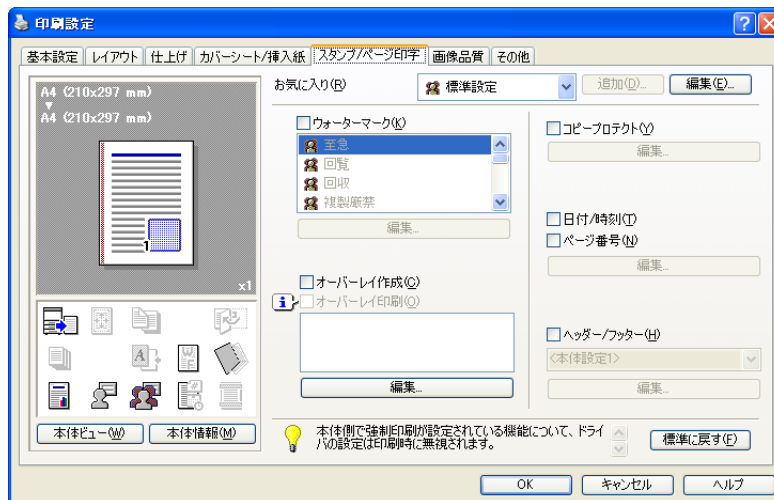 印刷設定
基本設定 レイアウト 仕上げ カバーシート/挿入紙 スタンプ/ページ印字 画像品質 その他
A4 (210x297 mm)
A4 (210x297 mm)
1
x1
本体ビュー(W) 本体情報(M)
お気に入り(R) 標準設定 追加(D)... 編集(E)...
ウォーターマーク(K)
至急
回覧
回収
複製厳禁
編集...
オーバーレイ作成(C)
オーバーレイ印刷(O)
編集...
コピープロテクト(Y)
編集...
日付/時刻(T)
ページ番号(N)
編集...
ヘッダー/フッター(H)
<本体設定1>
編集...
本体側で強制印刷が設定されている機能について、ドライ
バの設定は印刷時に無視されます。
標準に戻す(F)
OK キャンセル ヘルプ